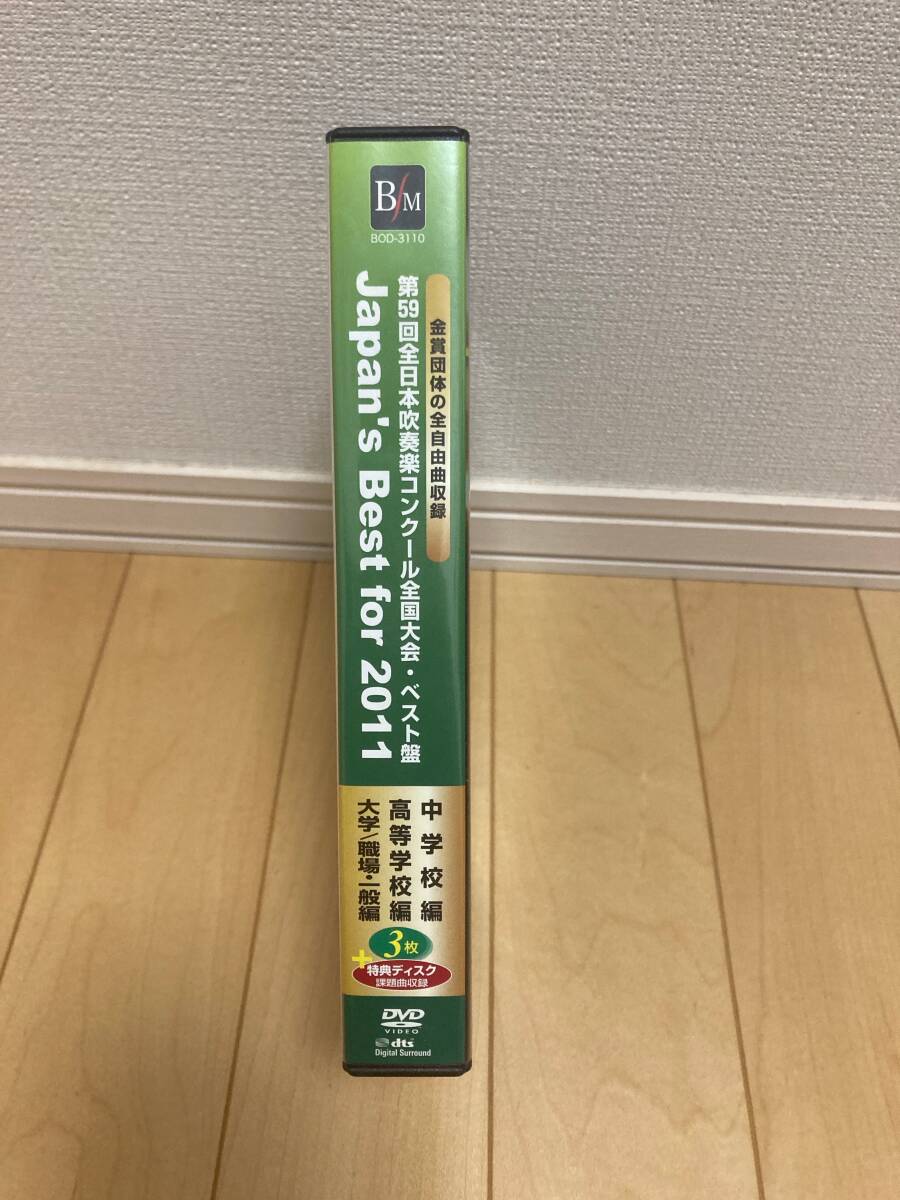 B/M
BOD-3110
金賞団体の全自由曲収録
第59回全日本吹奏楽コンクール全国大会・ベスト盤
Japan's Best for 2011
中学校編
高等学校編
大学/職場・一般編
3枚
+
特典ディスク
課題曲収録
DVD
VIDEO
dts
Digital Surround